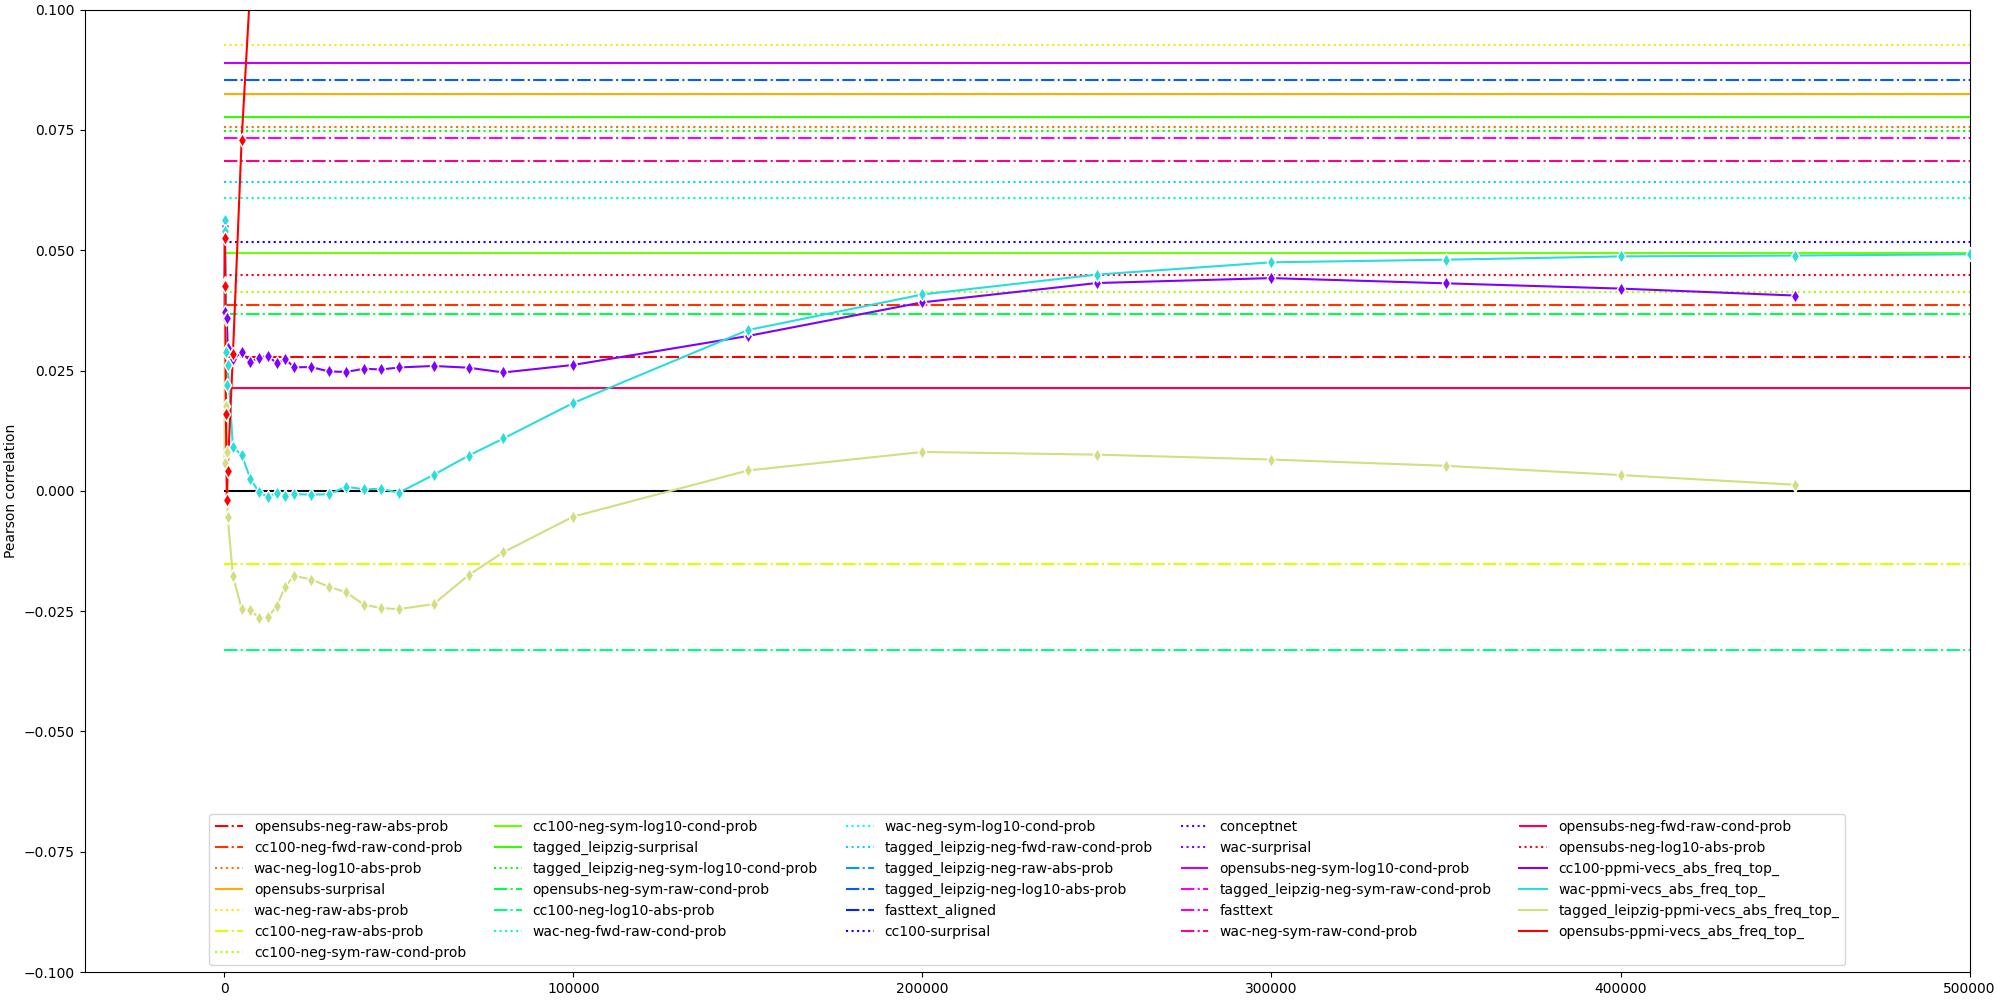 0.100
0.075
0.050
0.025
0.000
−0.025
−0.050
−0.075
−0.100
Pearson correlation
0
100000
200000
300000
400000
500000
opensubs-neg-raw-abs-prob
cc100-neg-fwd-raw-cond-prob
wac-neg-log10-abs-prob
opensubs-surprisal
wac-neg-raw-abs-prob
cc100-neg-raw-abs-prob
cc100-neg-sym-raw-cond-prob
cc100-neg-sym-log10-cond-prob
tagged_leipzig-surprisal
tagged_leipzig-neg-sym-log10-cond-prob
opensubs-neg-sym-raw-cond-prob
cc100-neg-log10-abs-prob
wac-neg-fwd-raw-cond-prob
wac-neg-sym-log10-cond-prob
tagged_leipzig-neg-fwd-raw-cond-prob
tagged_leipzig-neg-raw-abs-prob
tagged_leipzig-neg-log10-abs-prob
fasttext_aligned
cc100-surprisal
conceptnet
wac-surprisal
opensubs-neg-sym-log10-cond-prob
tagged_leipzig-neg-sym-raw-cond-prob
fasttext
wac-neg-sym-raw-cond-prob
opensubs-neg-fwd-raw-cond-prob
opensubs-neg-log10-abs-prob
cc100-ppmi-vecs_abs_freq_top_
wac-ppmi-vecs_abs_freq_top_
tagged_leipzig-ppmi-vecs_abs_freq_top_
opensubs-ppmi-vecs_abs_freq_top_